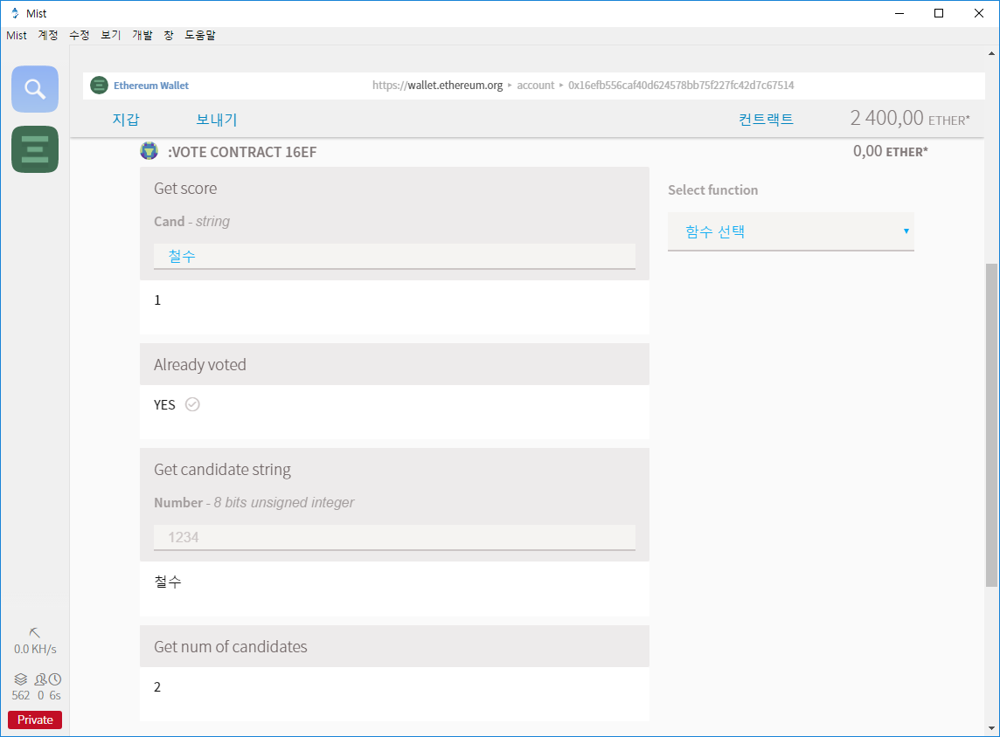 Mist
Mist 계정 수정 보기 개발 창 도움말
Ethereum Wallet https://wallet.ethereum.org ▸ account ▸ 0x16efb556caf40d624578bb75f227fc42d7c67514
지갑 보내기 컨트랙트 2 400,00 ETHER*
:VOTE CONTRACT 16EF 0,00 ETHER*
Get score
Cand - string
철수
1
Already voted
YES
Get candidate string
Number - 8 bits unsigned integer
1234
철수
Get num of candidates
2
Select function
함수 선택
0.0 KH/s
562 0 6s
Private